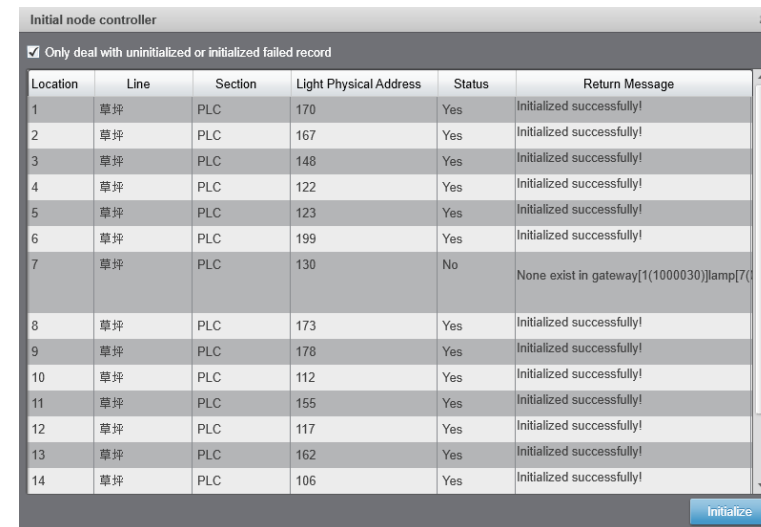 Initial node controller
Only deal with uninitialized or initialized failed record
Location Line Section Light Physical Address Status Return Message
1 草坪 PLC 170 Yes Initialized successfully!
2 草坪 PLC 167 Yes Initialized successfully!
3 草坪 PLC 148 Yes Initialized successfully!
4 草坪 PLC 122 Yes Initialized successfully!
5 草坪 PLC 123 Yes Initialized successfully!
6 草坪 PLC 199 Yes Initialized successfully!
7 草坪 PLC 130 No None exist in gateway[1(1000030)]lamp[7(
8 草坪 PLC 173 Yes Initialized successfully!
9 草坪 PLC 178 Yes Initialized successfully!
10 草坪 PLC 112 Yes Initialized successfully!
11 草坪 PLC 155 Yes Initialized successfully!
12 草坪 PLC 117 Yes Initialized successfully!
13 草坪 PLC 162 Yes Initialized successfully!
14 草坪 PLC 106 Yes Initialized successfully!
Initialize